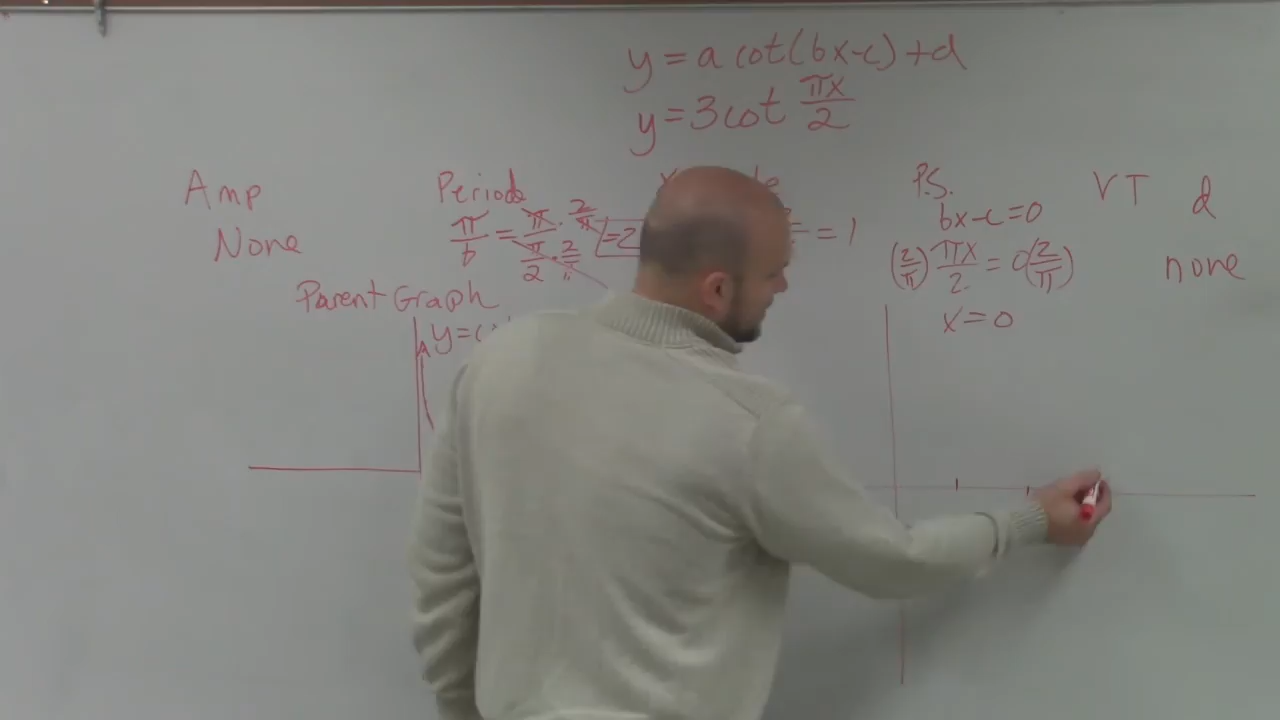 y = a cot(bx-c) + d
y = 3 cot πx/2
Amp
None
Period
π/b = π/(π/2) · (2/π)/(2/π) = 2
= 1
P.S.
bx-c=0
(2/π) πx/2 = 0 (2/π)
x=0
VT d
none
Parent Graph
y=